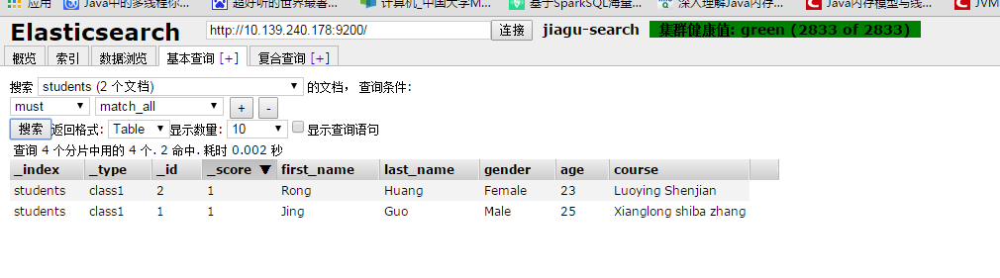 应用 Java中的多线程你... 超好听的世界最备... 计算机_中国大学M... 基于SparkSQL海量... 深入理解Java内存... Java内存模型与线... JVM
Elasticsearch http://10.139.240.178:9200/ 连接 jiagu-search 集群健康值: green (2833 of 2833)
概览 索引 数据浏览 基本查询 [+] 复合查询 [+]
搜索 students (2 个文档) 的文档, 查询条件:
must match_all + -
搜索 返回格式: Table 显示数量: 10 显示查询语句
查询 4 个分片中用的 4 个. 2 命中. 耗时 0.002 秒
_index _type _id _score first_name last_name gender age course
students class1 2 1 Rong Huang Female 23 Luoying Shenjian
students class1 1 1 Jing Guo Male 25 Xianglong shiba zhang